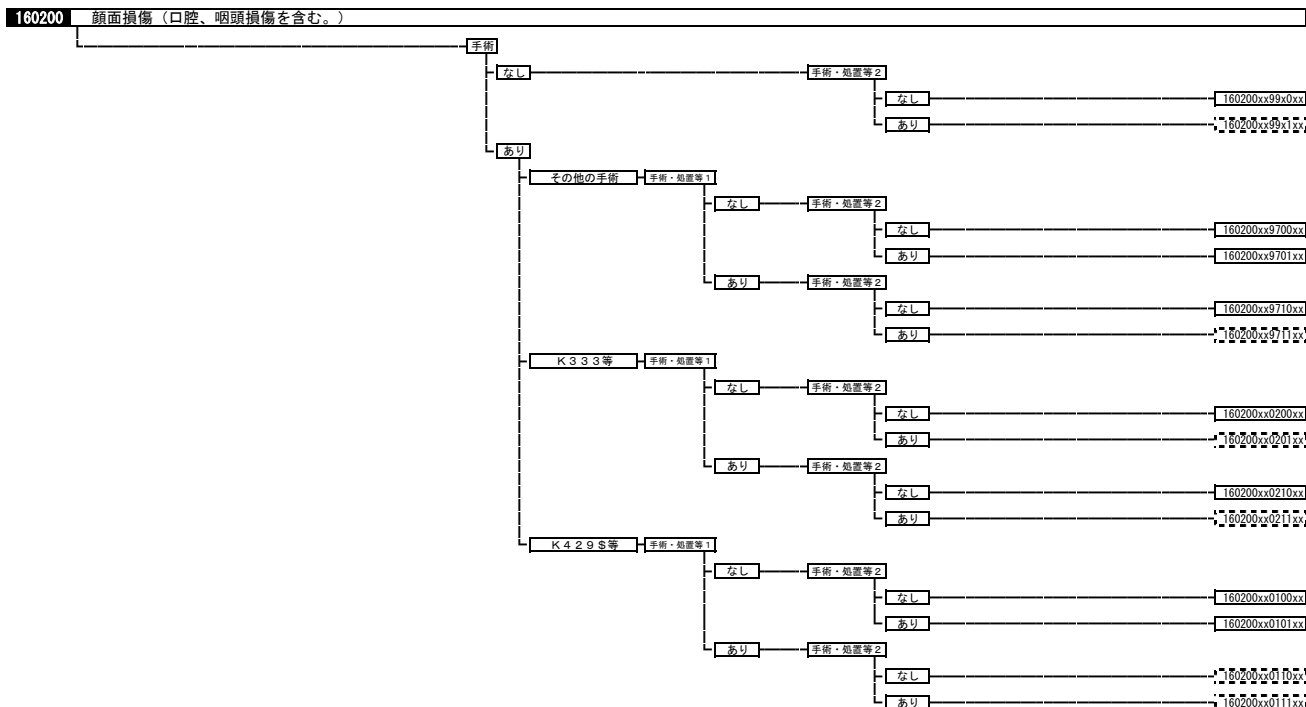 160200 顔面損傷（口腔、咽頭損傷を含む。）
手術
なし 手術・処置等２
なし 160200xx99x0xx
あり 160200xx99x1xx
あり
その他の手術 手術・処置等１
なし 手術・処置等２
なし 160200xx9700xx
あり 160200xx9701xx
あり 手術・処置等２
なし 160200xx9710xx
あり 160200xx9711xx
Ｋ３３３等 手術・処置等１
なし 手術・処置等２
なし 160200xx0200xx
あり 160200xx0201xx
あり 手術・処置等２
なし 160200xx0210xx
あり 160200xx0211xx
Ｋ４２９＄等 手術・処置等１
なし 手術・処置等２
なし 160200xx0100xx
あり 160200xx0101xx
あり 手術・処置等２
なし 160200xx0110xx
あり 160200xx0111xx